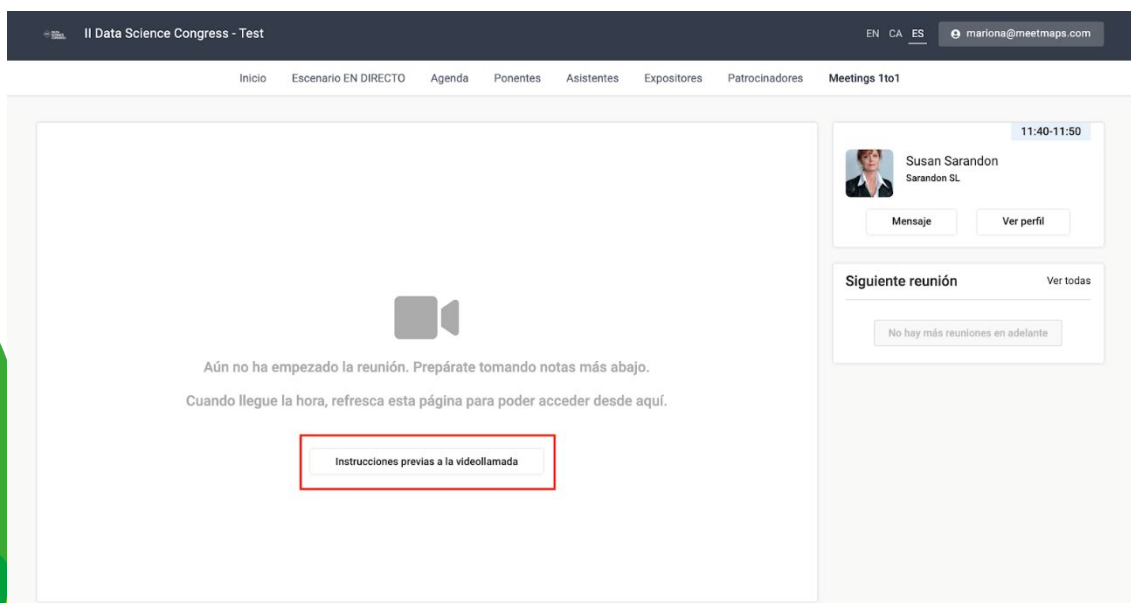 II Data Science Congress - Test
EN CA ES
mariona@meetmaps.com
Inicio Escenario EN DIRECTO Agenda Ponentes Asistentes Expositores Patrocinadores Meetings 1to1
11:40-11:50
Susan Sarandon
Sarandon SL
Mensaje Ver perfil
Siguiente reunión Ver todas
No hay más reuniones en adelante
Aún no ha empezado la reunión. Prepárate tomando notas más abajo.
Cuando llegue la hora, refresca esta página para poder acceder desde aquí.
Instrucciones previas a la videollamada